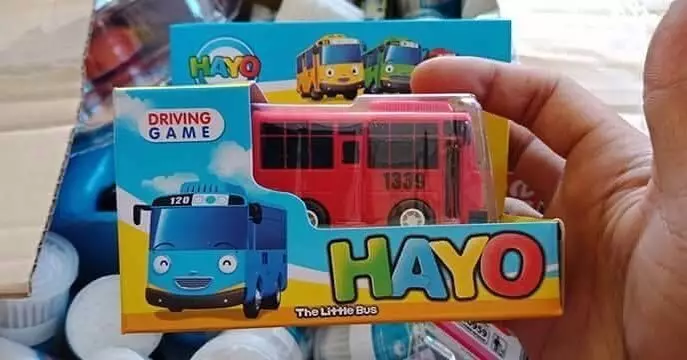 HAYO
DRIVING
GAME
120
1339
HAYO
The Little Bus